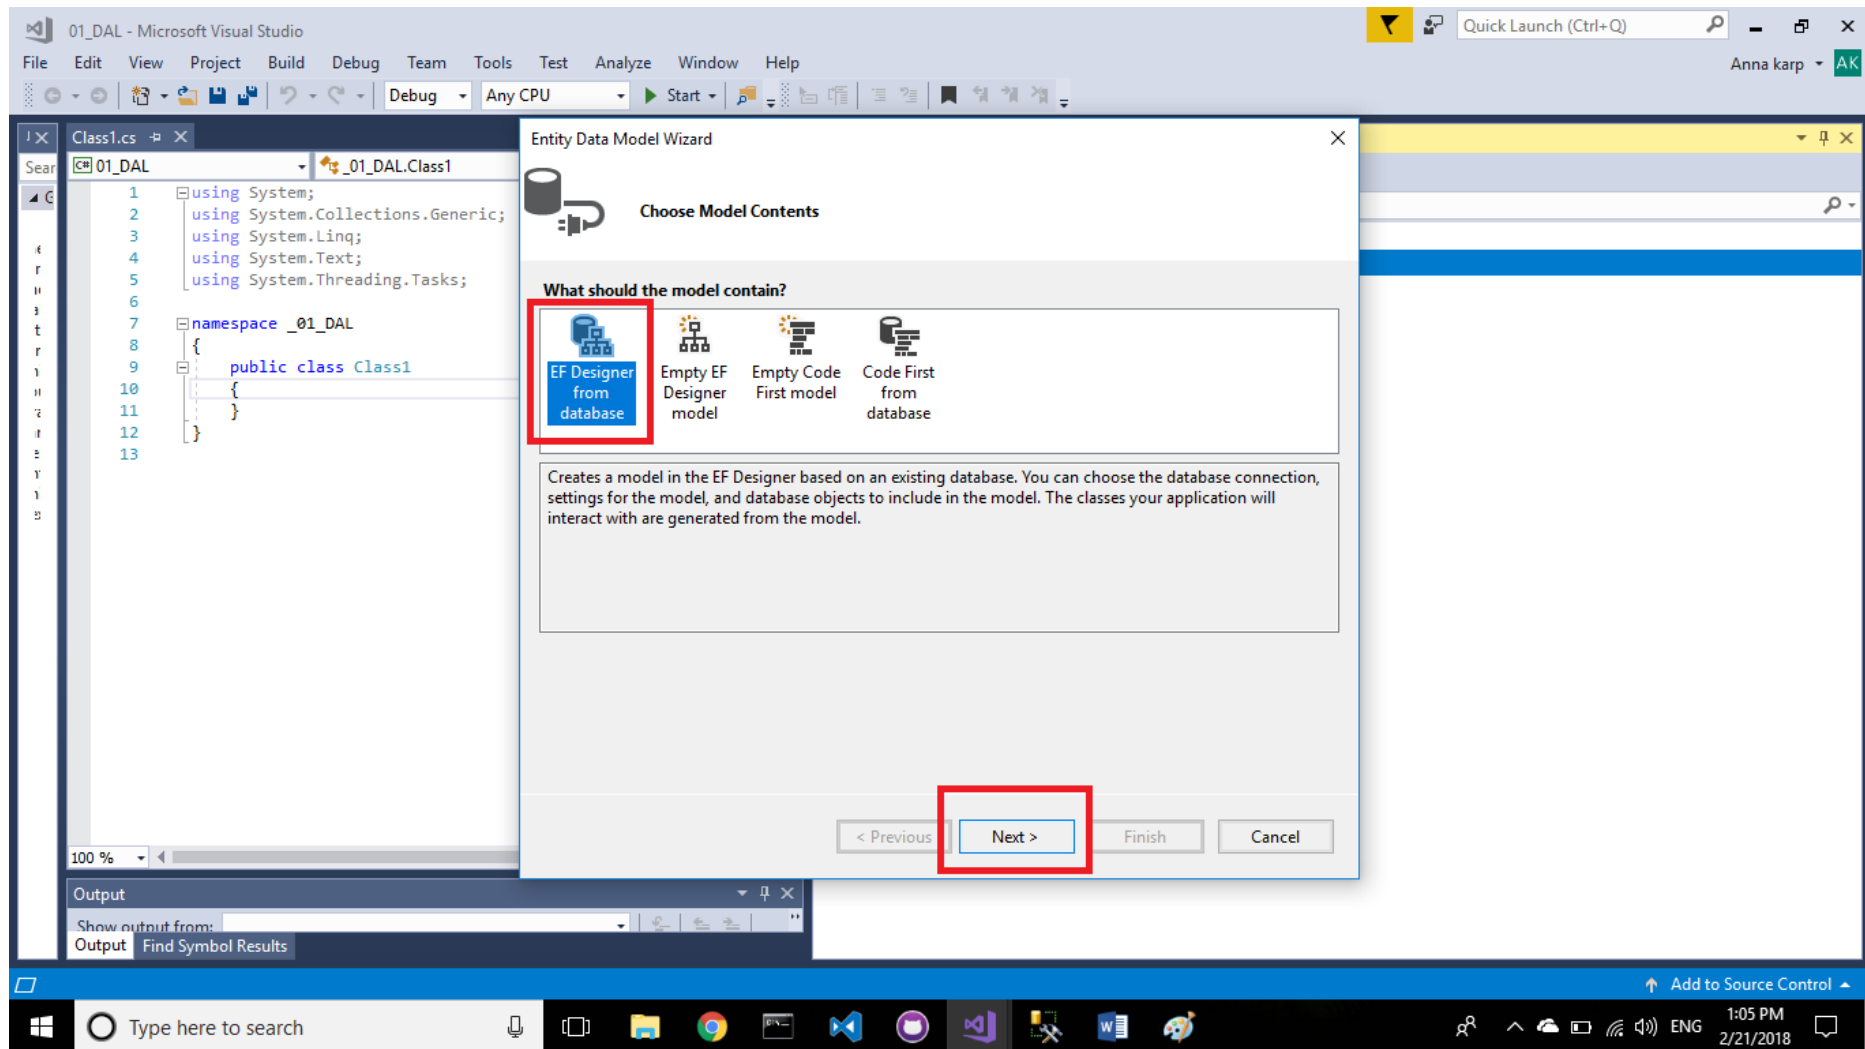 01_DAL - Microsoft Visual Studio
Quick Launch (Ctrl+Q)
File Edit View Project Build Debug Team Tools Test Analyze Window Help
Anna karp AK
Debug Any CPU Start
Class1.cs
Sear
C# 01_DAL
_01_DAL.Class1
1 using System;
2 using System.Collections.Generic;
3 using System.Linq;
4 using System.Text;
5 using System.Threading.Tasks;
6
7 namespace _01_DAL
8 {
9 public class Class1
10 {
11 }
12 }
13
100 %
Entity Data Model Wizard
Choose Model Contents
What should the model contain?
EF Designer
from
database
Empty EF
Designer
model
Empty Code
First model
Code First
from
database
Creates a model in the EF Designer based on an existing database. You can choose the database connection,
settings for the model, and database objects to include in the model. The classes your application will
interact with are generated from the model.
< Previous Next > Finish Cancel
Output
Show output from:
Output Find Symbol Results
Add to Source Control
Type here to search
ENG
1:05 PM
2/21/2018